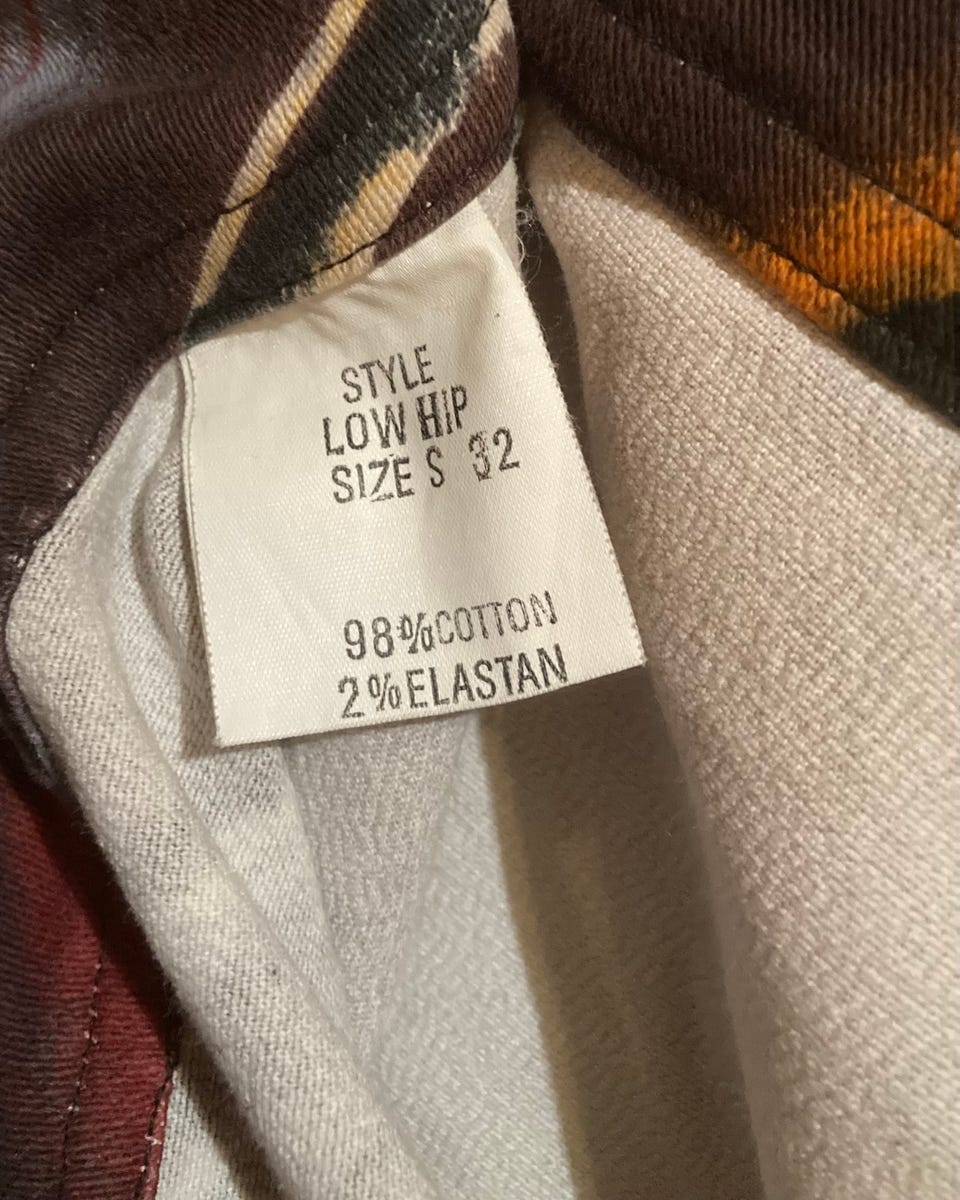 STYLE
LOW HIP
SIZE S 32
98%COTTON
2%ELASTAN